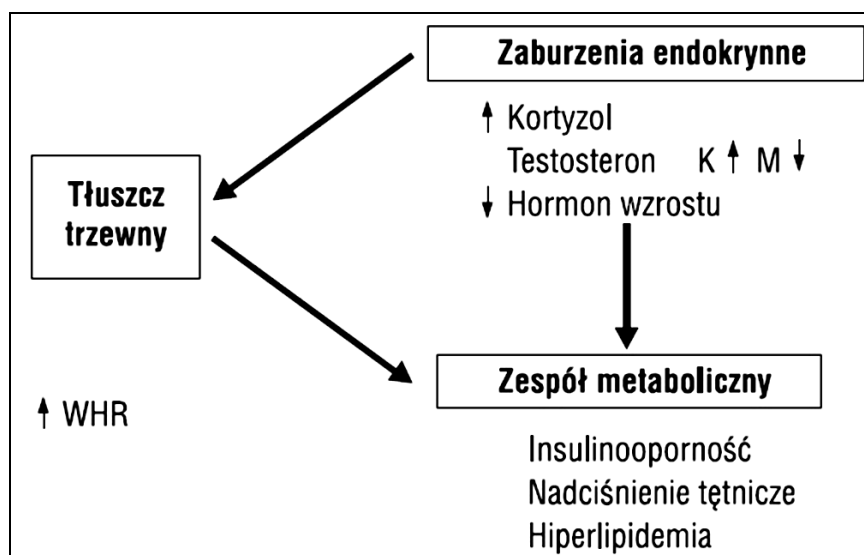 Zaburzenia endokrynne
↑ Kortyzol
Testosteron K ↑ M ↓
↓ Hormon wzrostu
Tłuszcz
trzewny
↑ WHR
Zespół metaboliczny
Insulinooporność
Nadciśnienie tętnicze
Hiperlipidemia